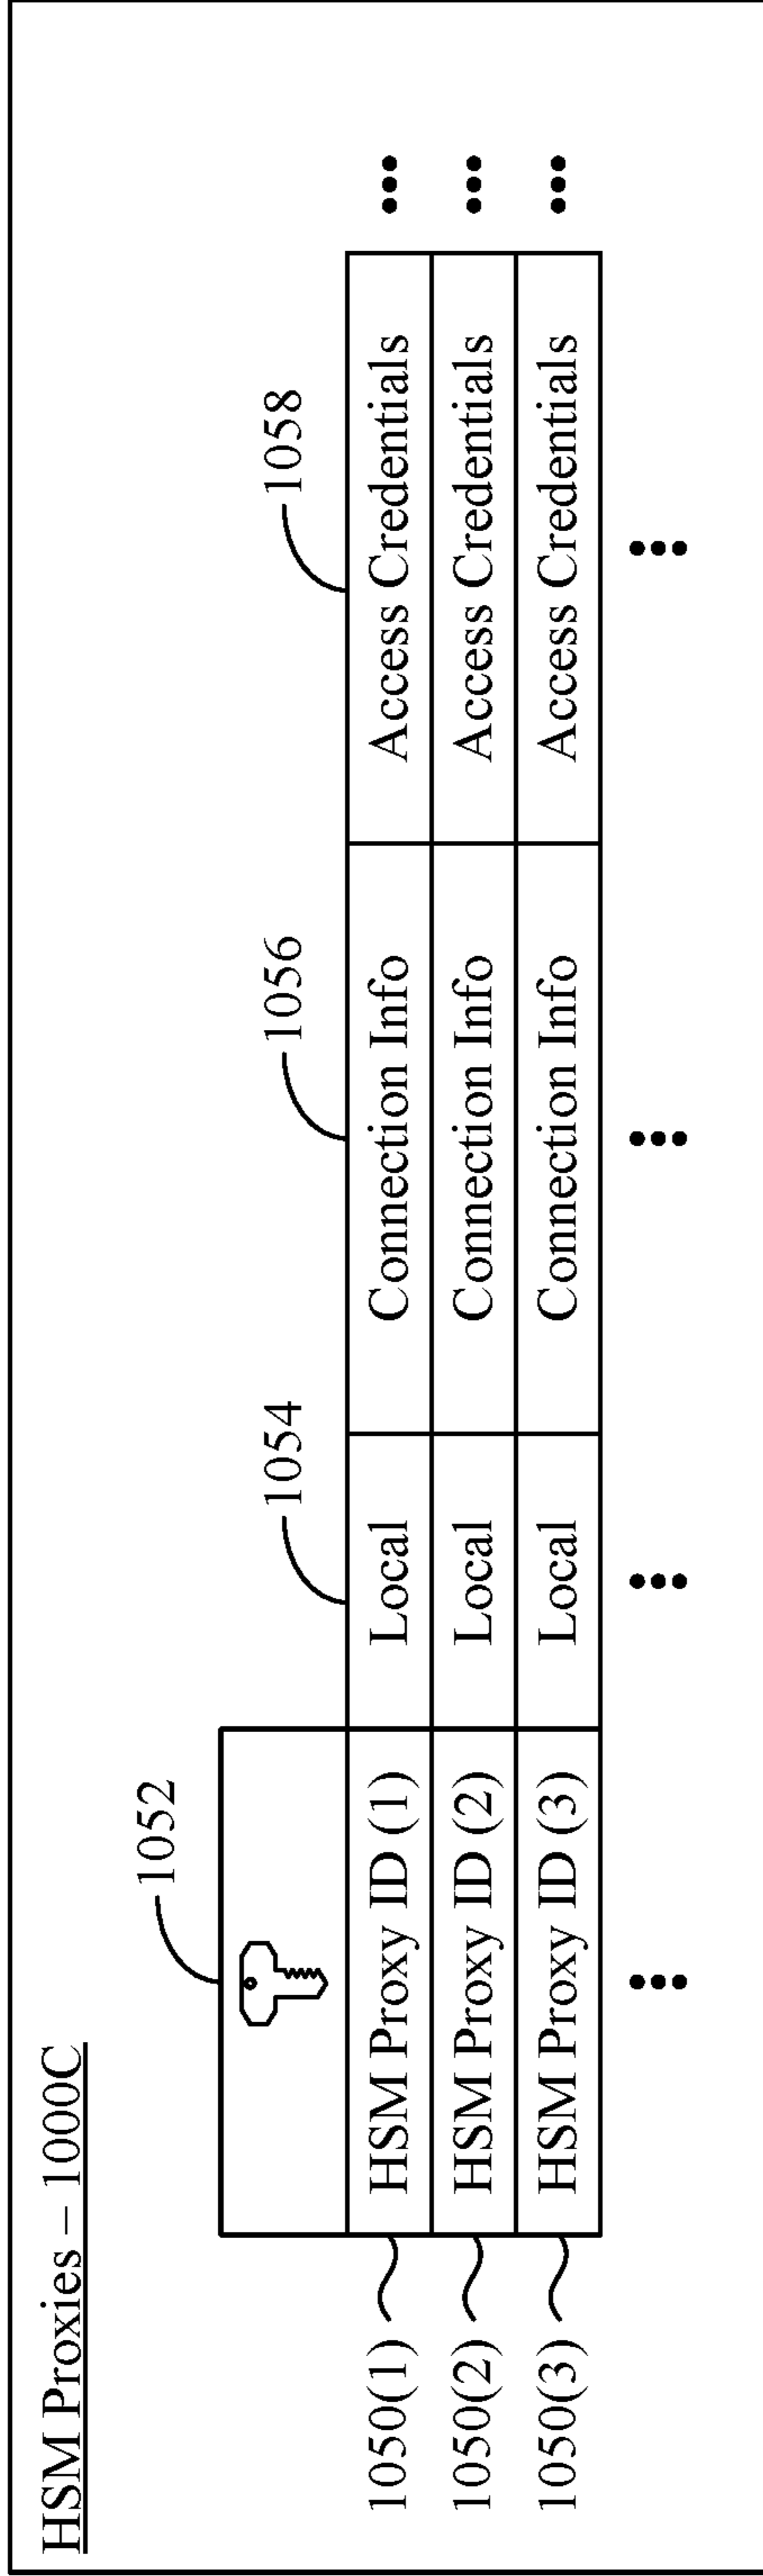 HSM Proxies – 1000C
1052
1054
1056
1058
1050(1) HSM Proxy ID (1) Local Connection Info Access Credentials
1050(2) HSM Proxy ID (2) Local Connection Info Access Credentials
1050(3) HSM Proxy ID (3) Local Connection Info Access Credentials